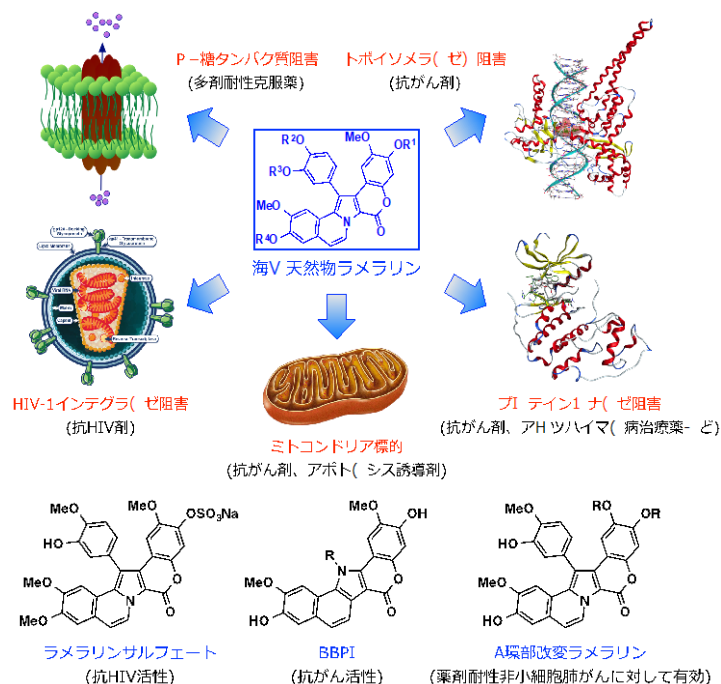 P－糖タンパク質阻害
(多剤耐性克服薬)
トポイソメラ( ゼ) 阻害
(抗がん剤)
R²O
R³O
MeO
OR¹
MeO
R⁴O
N
O
O
海V 天然物ラメラリン
Integrase
Capsid
HIV-1インテグラ( ゼ阻害
(抗HIV剤)
ミトコンドリア標的
(抗がん剤、アポト( シス誘導剤)
プI テイン1 ナ( ゼ阻害
(抗がん剤、アH ツハイマ( 病治療薬- ど)
MeO
HO
MeO
OSO₃Na
MeO
MeO
N
O
O
ラメラリンサルフェート
(抗HIV活性)
MeO
OH
R
N
MeO
HO
O
O
BBPI
(抗がん活性)
MeO
HO
RO
OR
MeO
HO
N
O
O
A環部改変ラメラリン
(薬剤耐性非小細胞肺がんに対して有効)